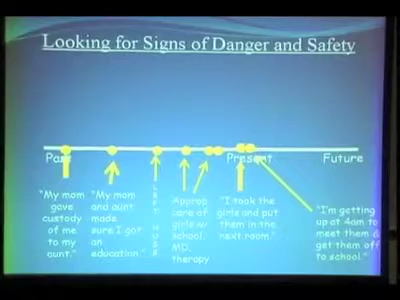 Looking for Signs of Danger and Safety
Past
Present
Future
"My mom
gave
custody
of me
to my
aunt."
"My mom
and aunt
made
sure I got
an
education."
LEFT HUSB
Approp
care of
girls w/
school,
MD,
therapy
"I took the
girls and put
them in the
next room."
"I'm getting
up at 4am to
meet them &
get them off
to school."